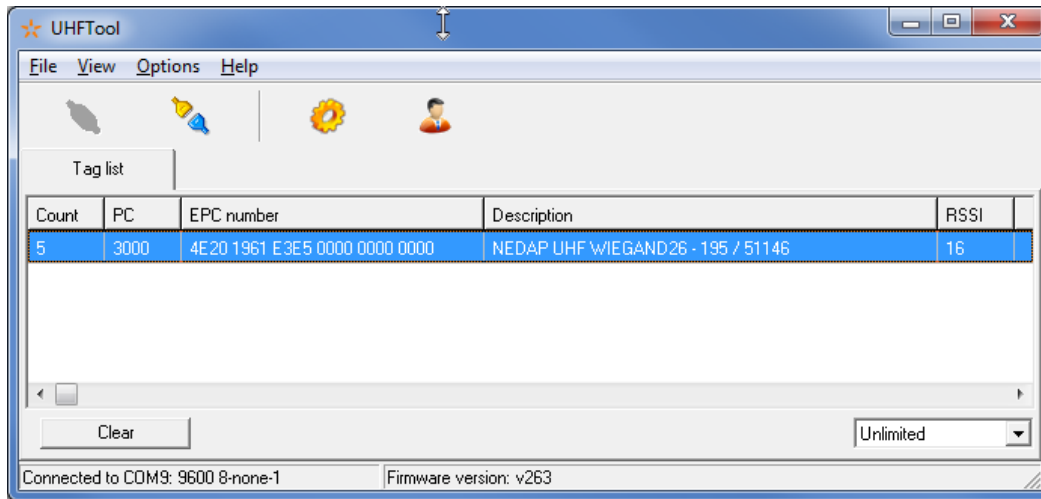 UHFTool
File View Options Help
Tag list
Count PC EPC number Description RSSI
5 3000 4E20 1961 E3E5 0000 0000 0000 NEDAP UHF WIEGAND26 - 195 / 51146 16
Clear Unlimited
Connected to COM9: 9600 8-none-1 Firmware version: v263